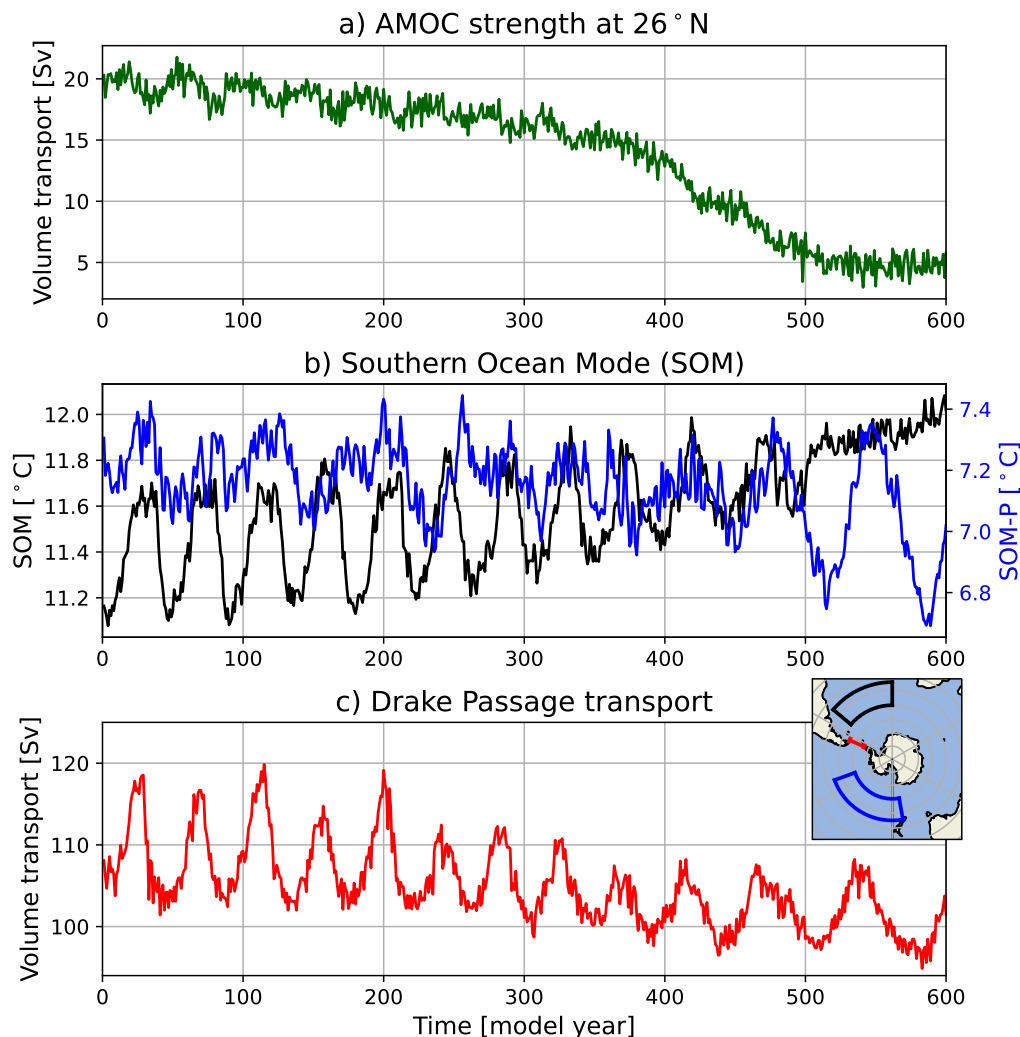 a) AMOC strength at 26°N
Volume transport [Sv]
20
15
10
5
0 100 200 300 400 500 600
b) Southern Ocean Mode (SOM)
SOM [°C]
12.0
11.8
11.6
11.4
11.2
7.4
7.2
7.0
6.8
SOM-P [°C]
0 100 200 300 400 500 600
c) Drake Passage transport
Volume transport [Sv]
120
110
100
0 100 200 300 400 500 600
Time [model year]